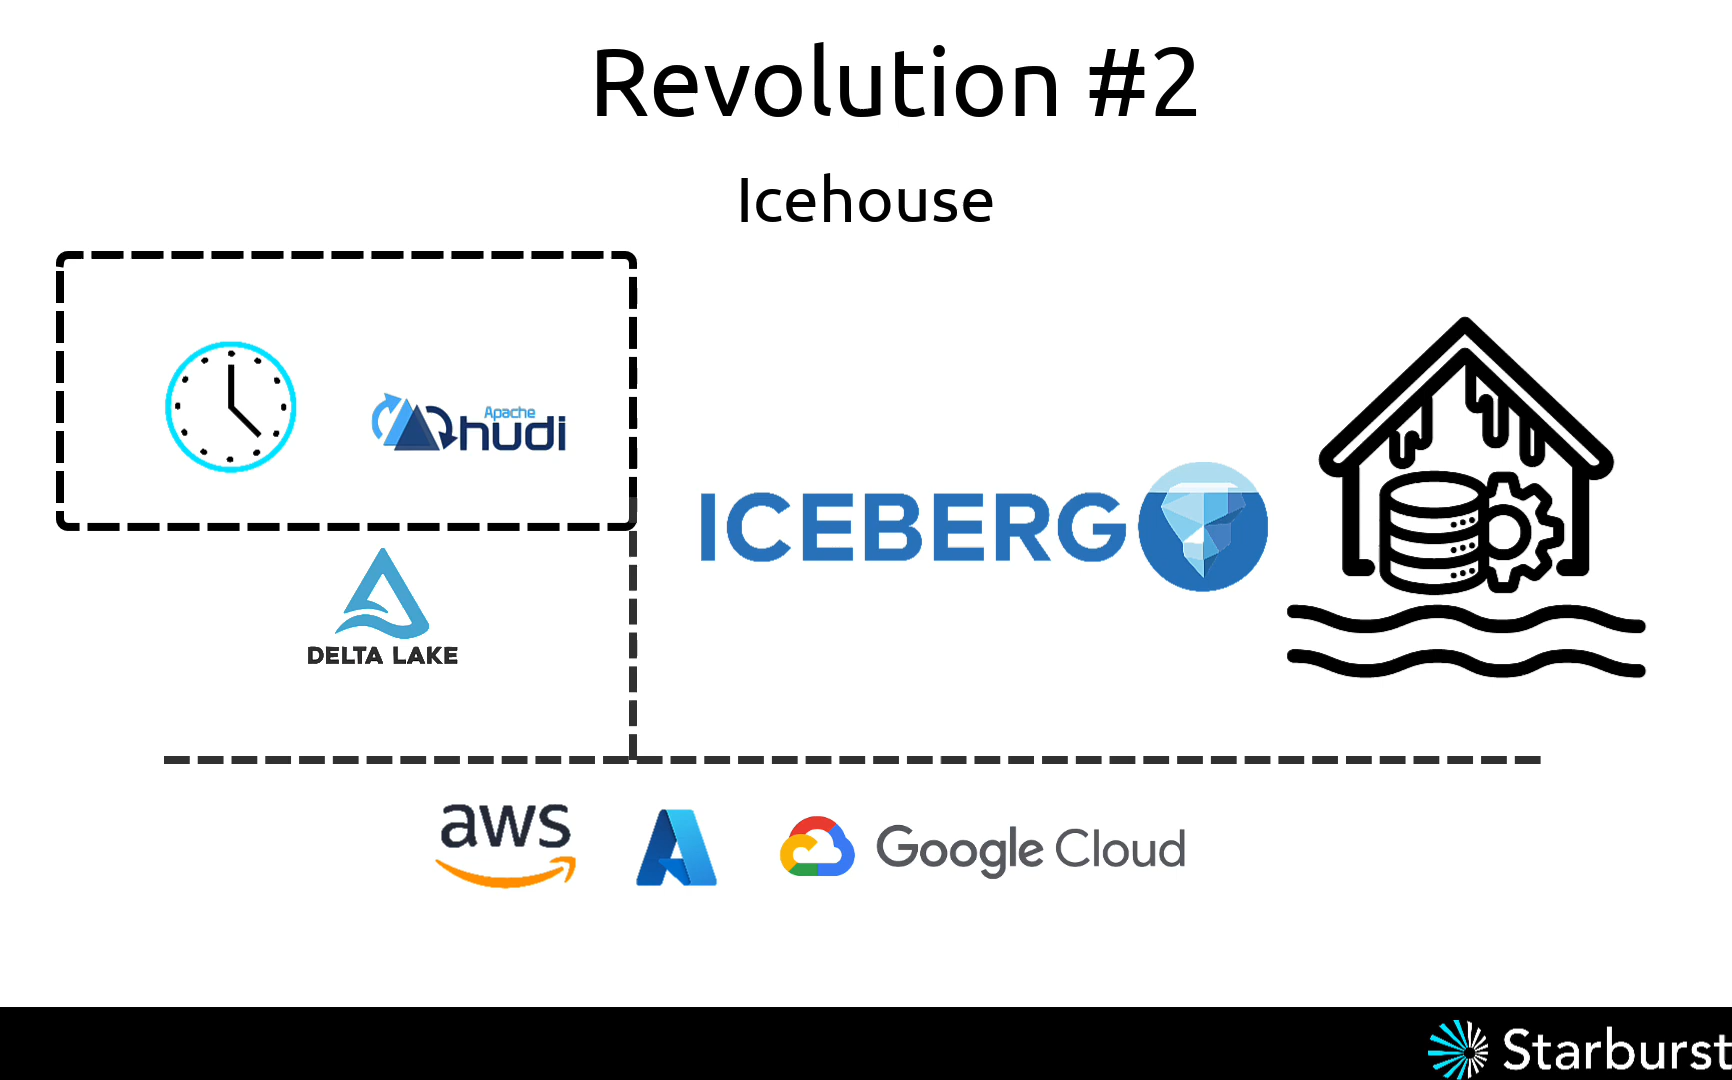 Revolution #2
Icehouse
Apache
hudi
ICEBERG
DELTA LAKE
aws
Google Cloud
Starburst